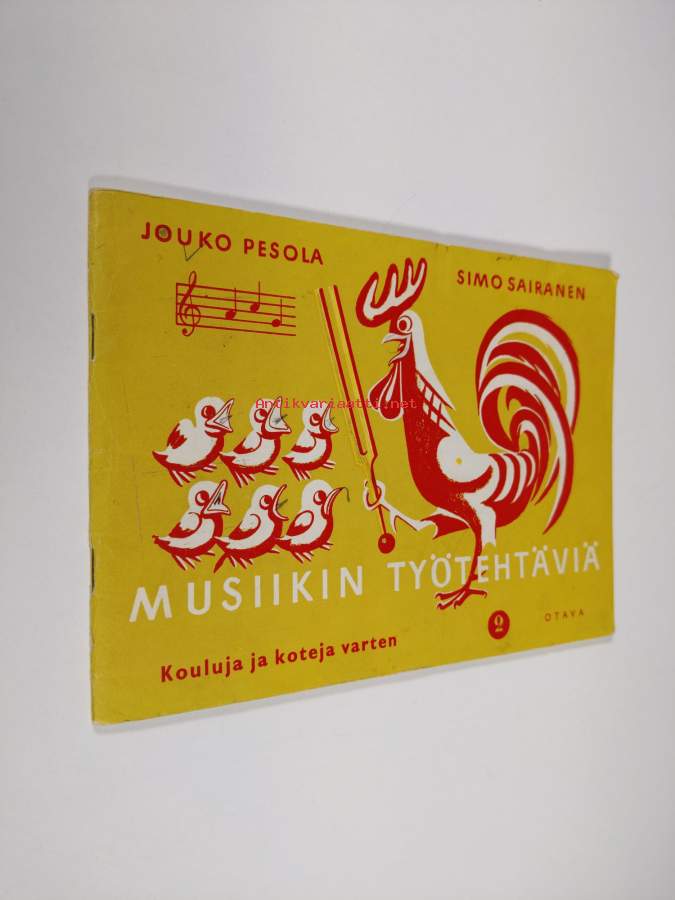 JOUKO PESOLA
SIMO SAIRANEN
Antikvariaatti.net
MUSIIKIN TYÖTEHTÄVIÄ
Kouluja ja koteja varten
2
OTAVA